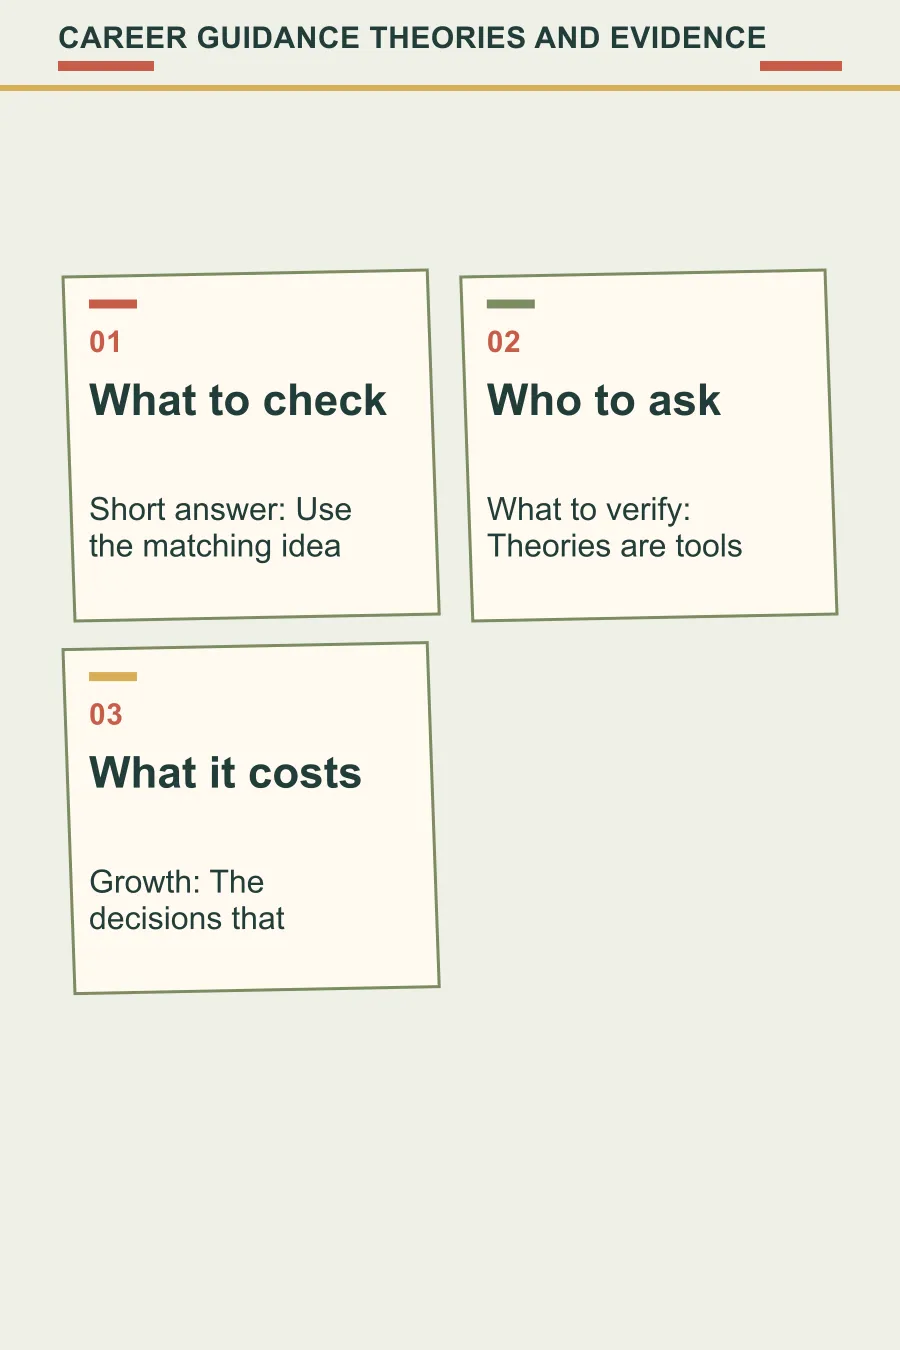 CAREER GUIDANCE THEORIES AND EVIDENCE
01
What to check
Short answer: Use
the matching idea
02
Who to ask
What to verify:
Theories are tools
03
What it costs
Growth: The
decisions that